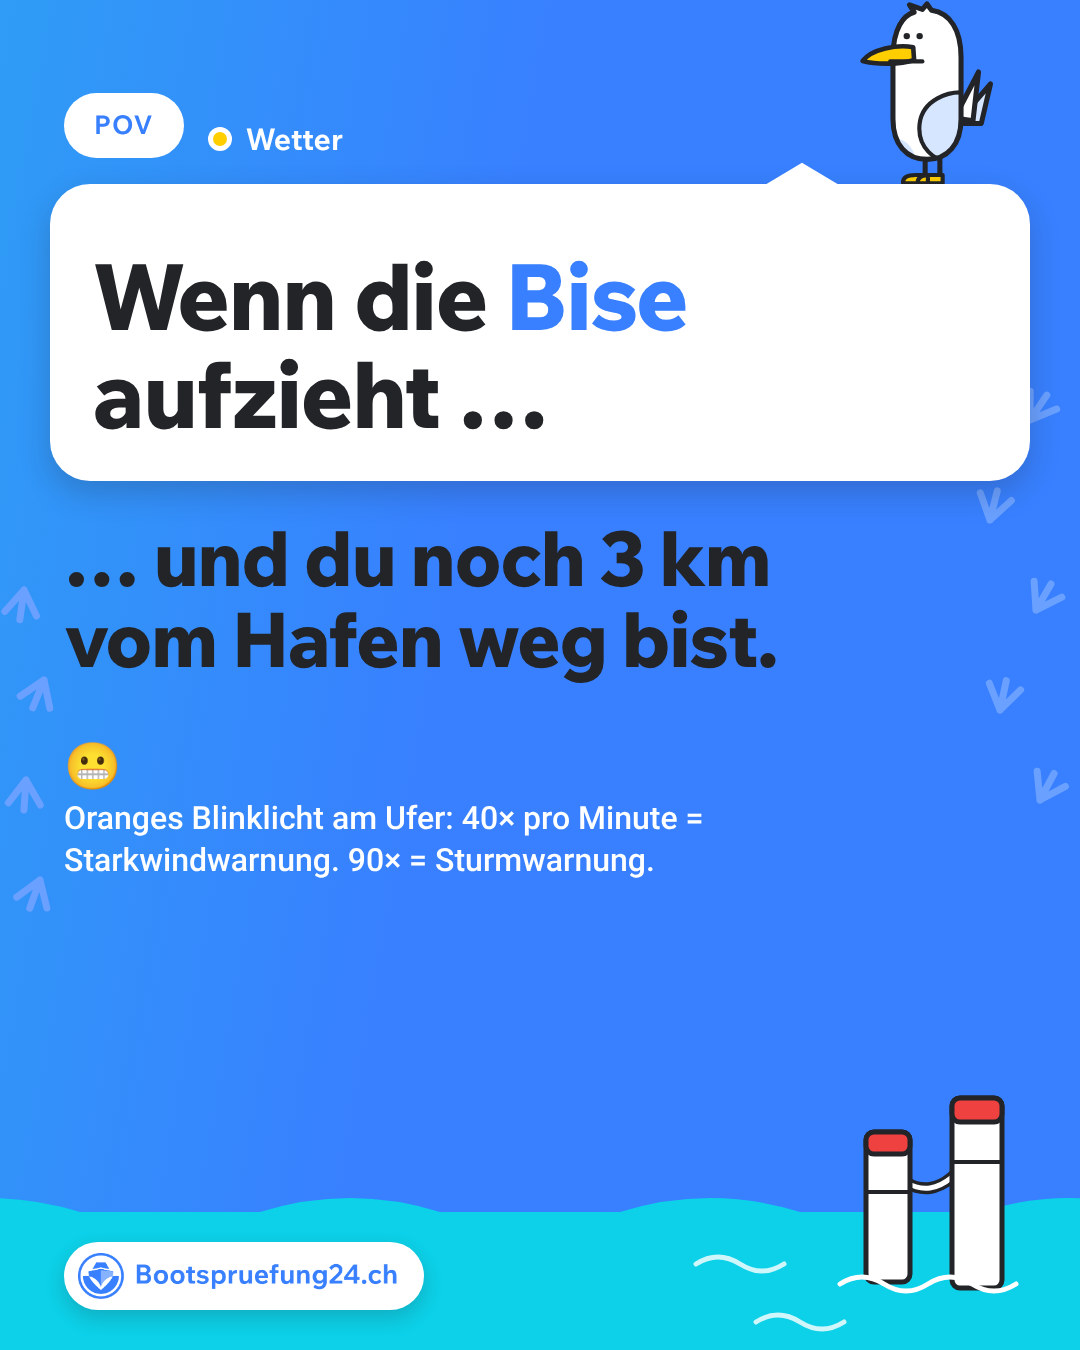 POV
Wetter
Wenn die Bise
aufzieht …
… und du noch 3 km
vom Hafen weg bist.
😬
Oranges Blinklicht am Ufer: 40× pro Minute =
Starkwindwarnung. 90× = Sturmwarnung.
Bootspruefung24.ch